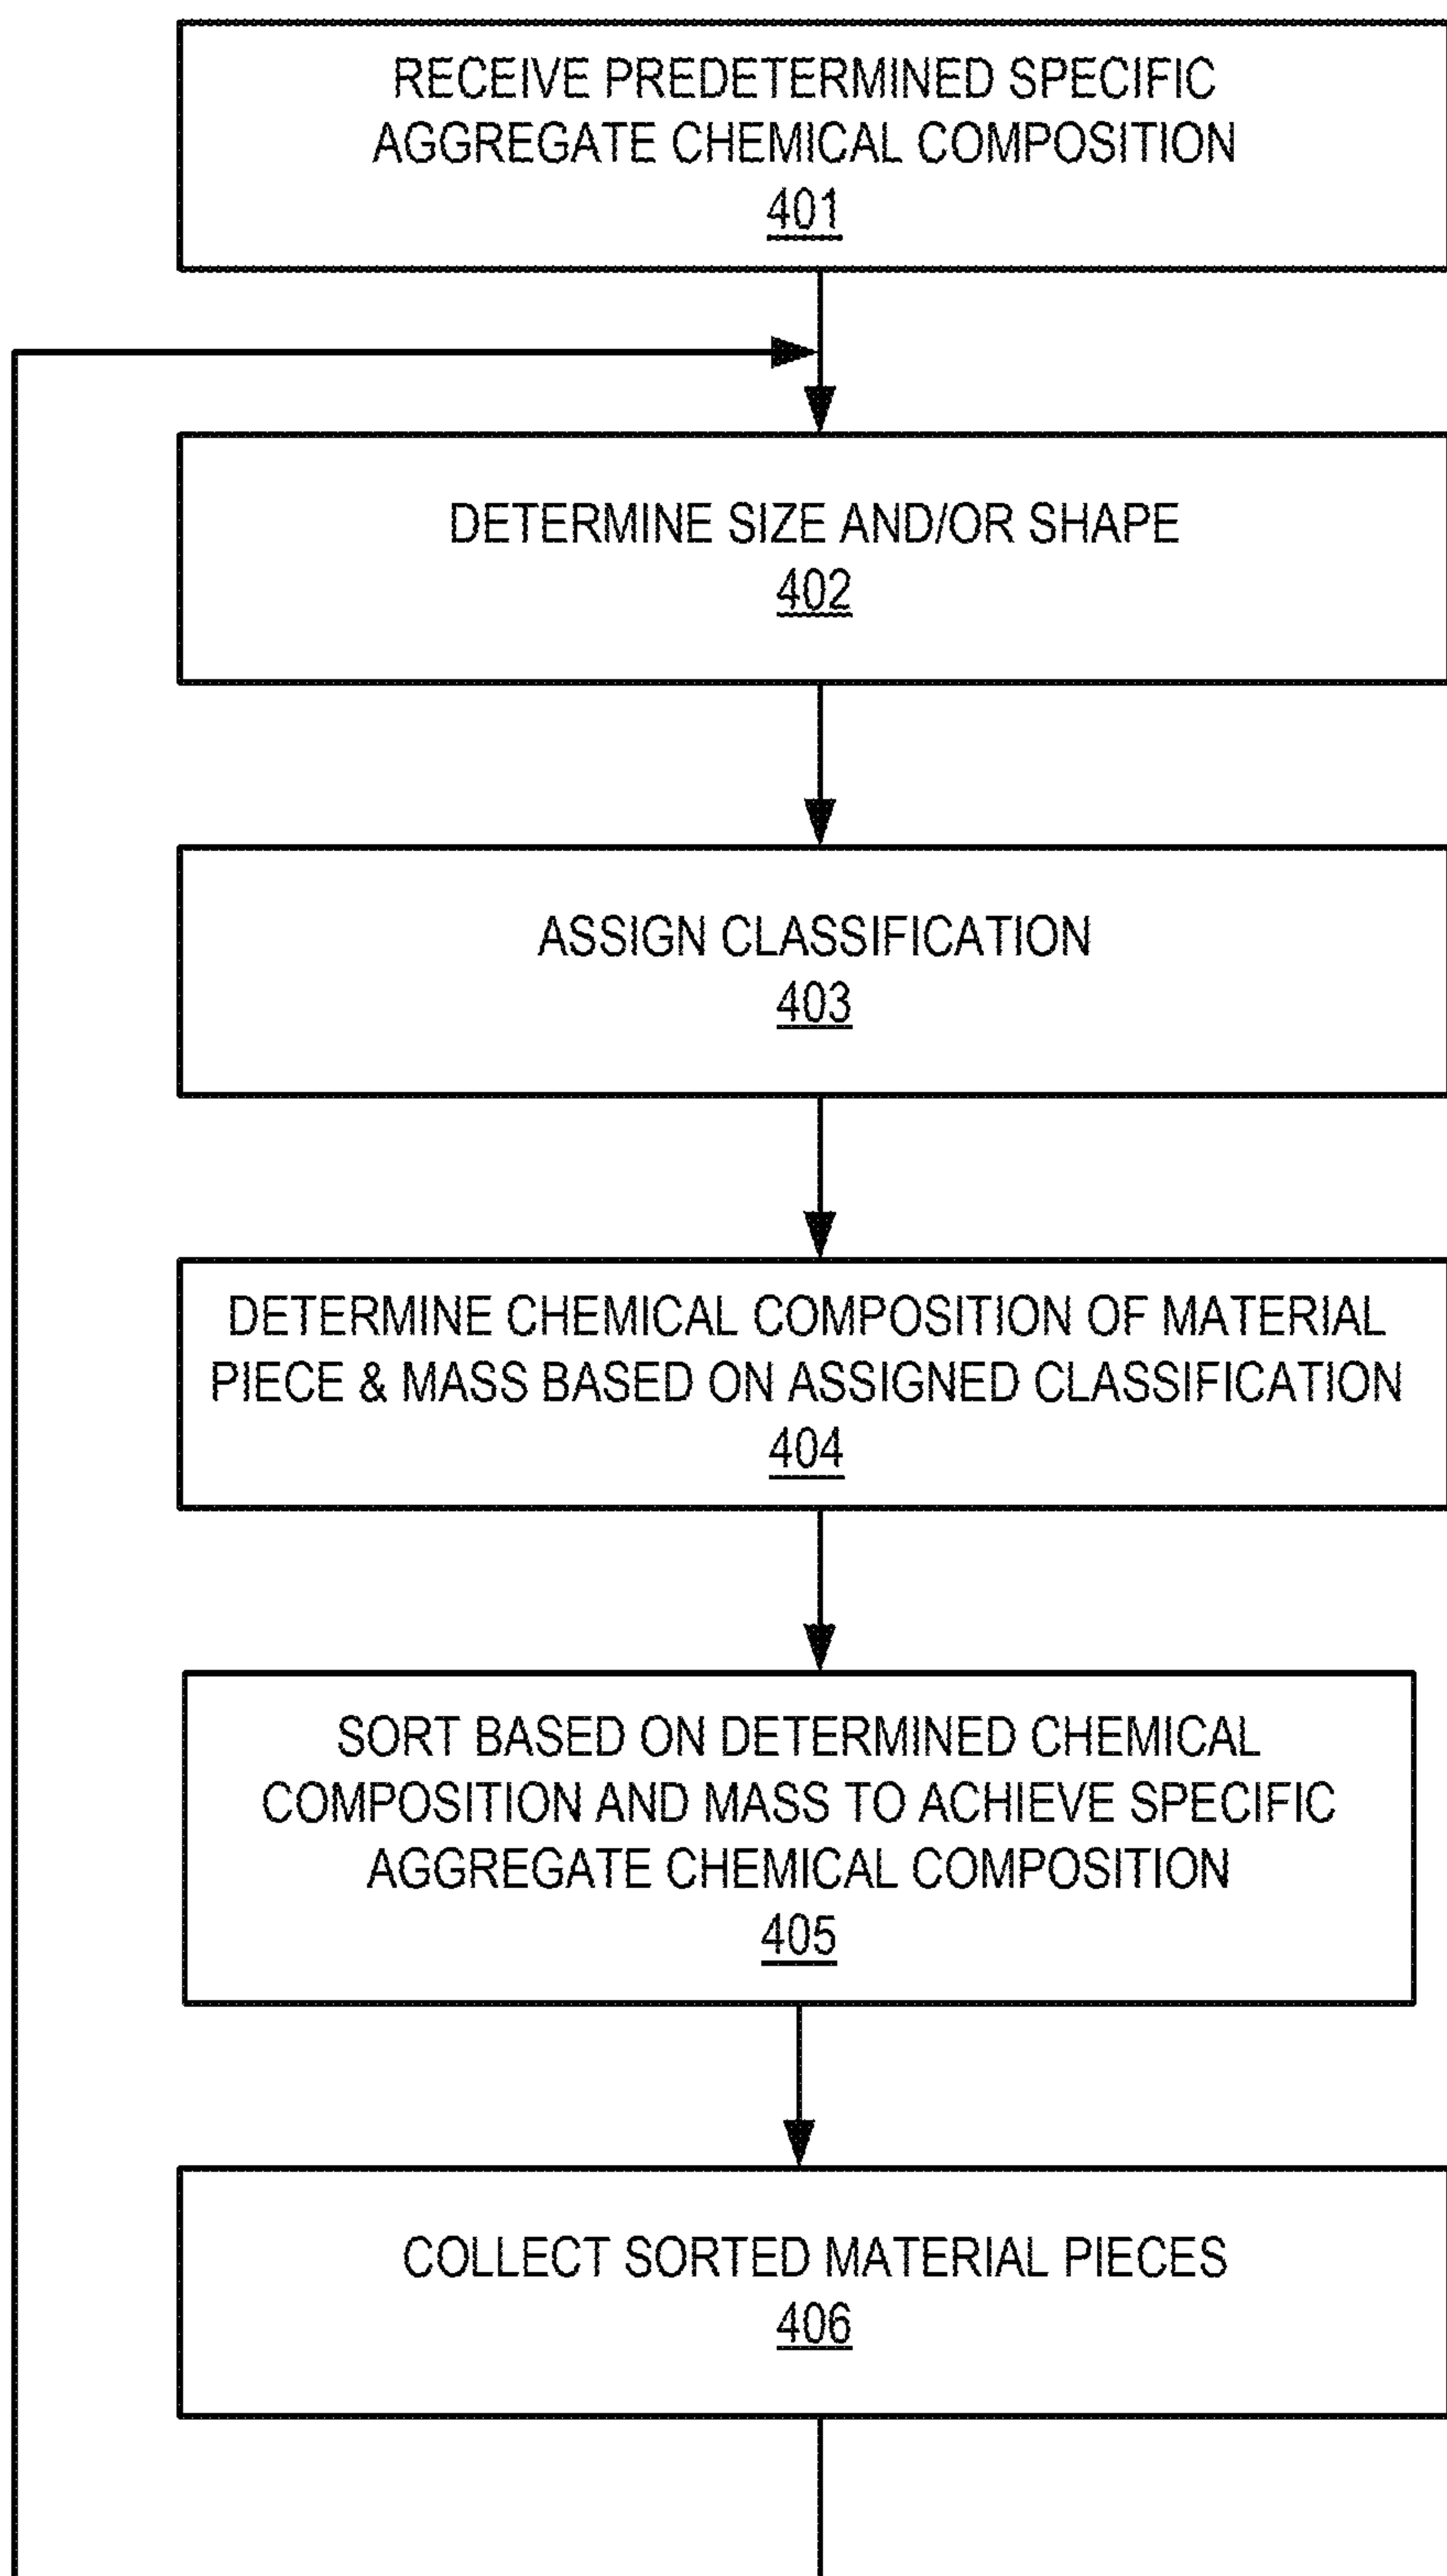 RECEIVE PREDETERMINED SPECIFIC
AGGREGATE CHEMICAL COMPOSITION
401
DETERMINE SIZE AND/OR SHAPE
402
ASSIGN CLASSIFICATION
403
DETERMINE CHEMICAL COMPOSITION OF MATERIAL
PIECE & MASS BASED ON ASSIGNED CLASSIFICATION
404
SORT BASED ON DETERMINED CHEMICAL
COMPOSITION AND MASS TO ACHIEVE SPECIFIC
AGGREGATE CHEMICAL COMPOSITION
405
COLLECT SORTED MATERIAL PIECES
406